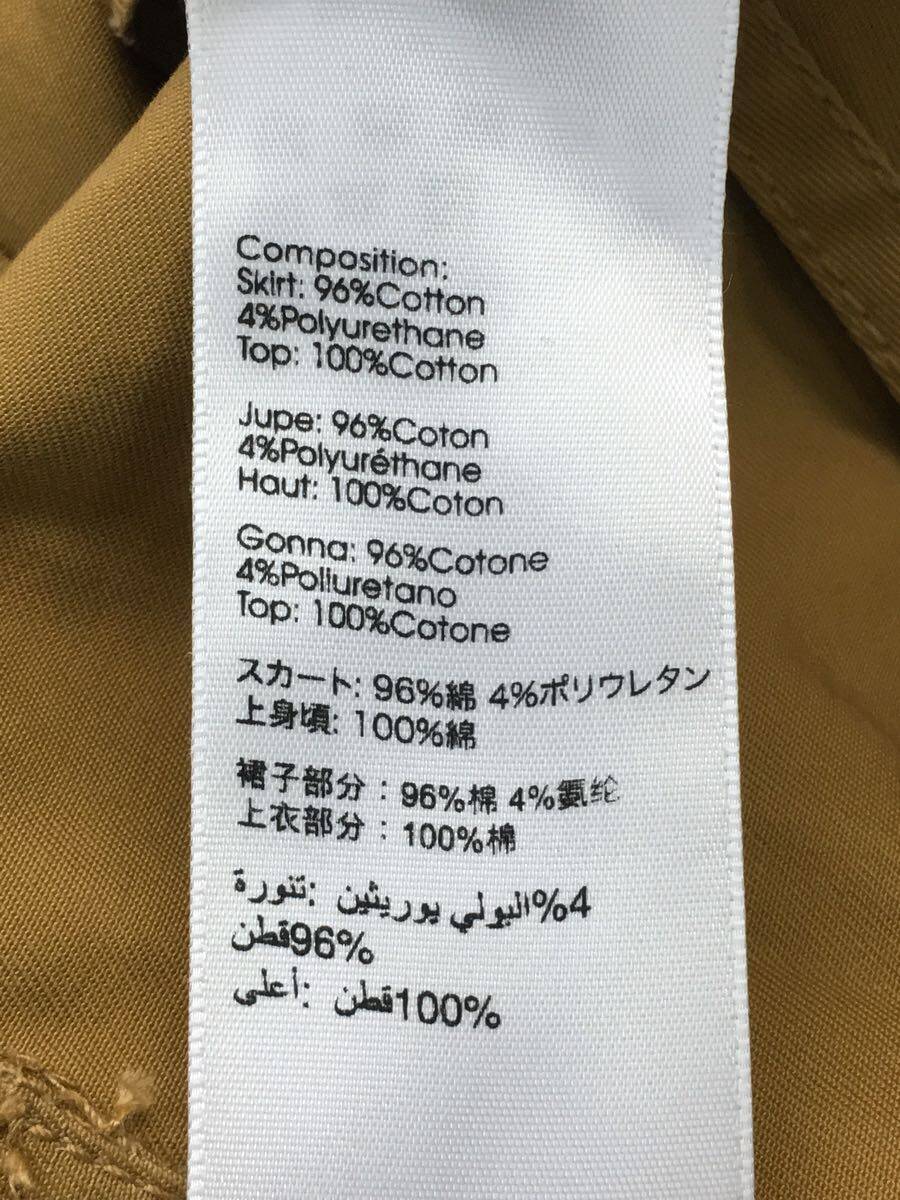 Composition:
Skirt: 96%Cotton
4%Polyurethane
Top: 100%Cotton
Jupe: 96%Coton
4%Polyuréthane
Haut: 100%Coton
Gonna: 96%Cotone
4%Poliuretano
Top: 100%Cotone
スカート: 96%綿 4%ポリウレタン
上身頃: 100%綿
裙子部分：96%棉 4%氨纶
上衣部分：100%棉
تنورة: البولي يوريثين%4
قطن96%
أعلى: قطن100%